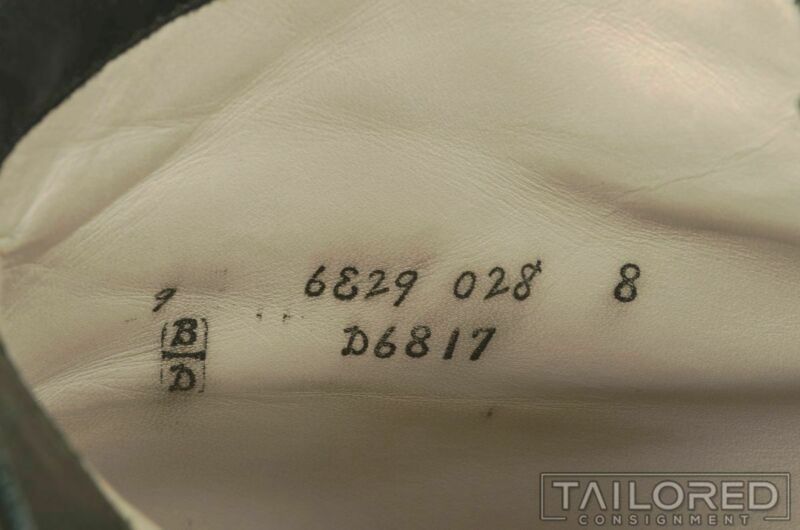 9 6E29 028 8
B D6817
D
TAILORED
CONSIGNMENT